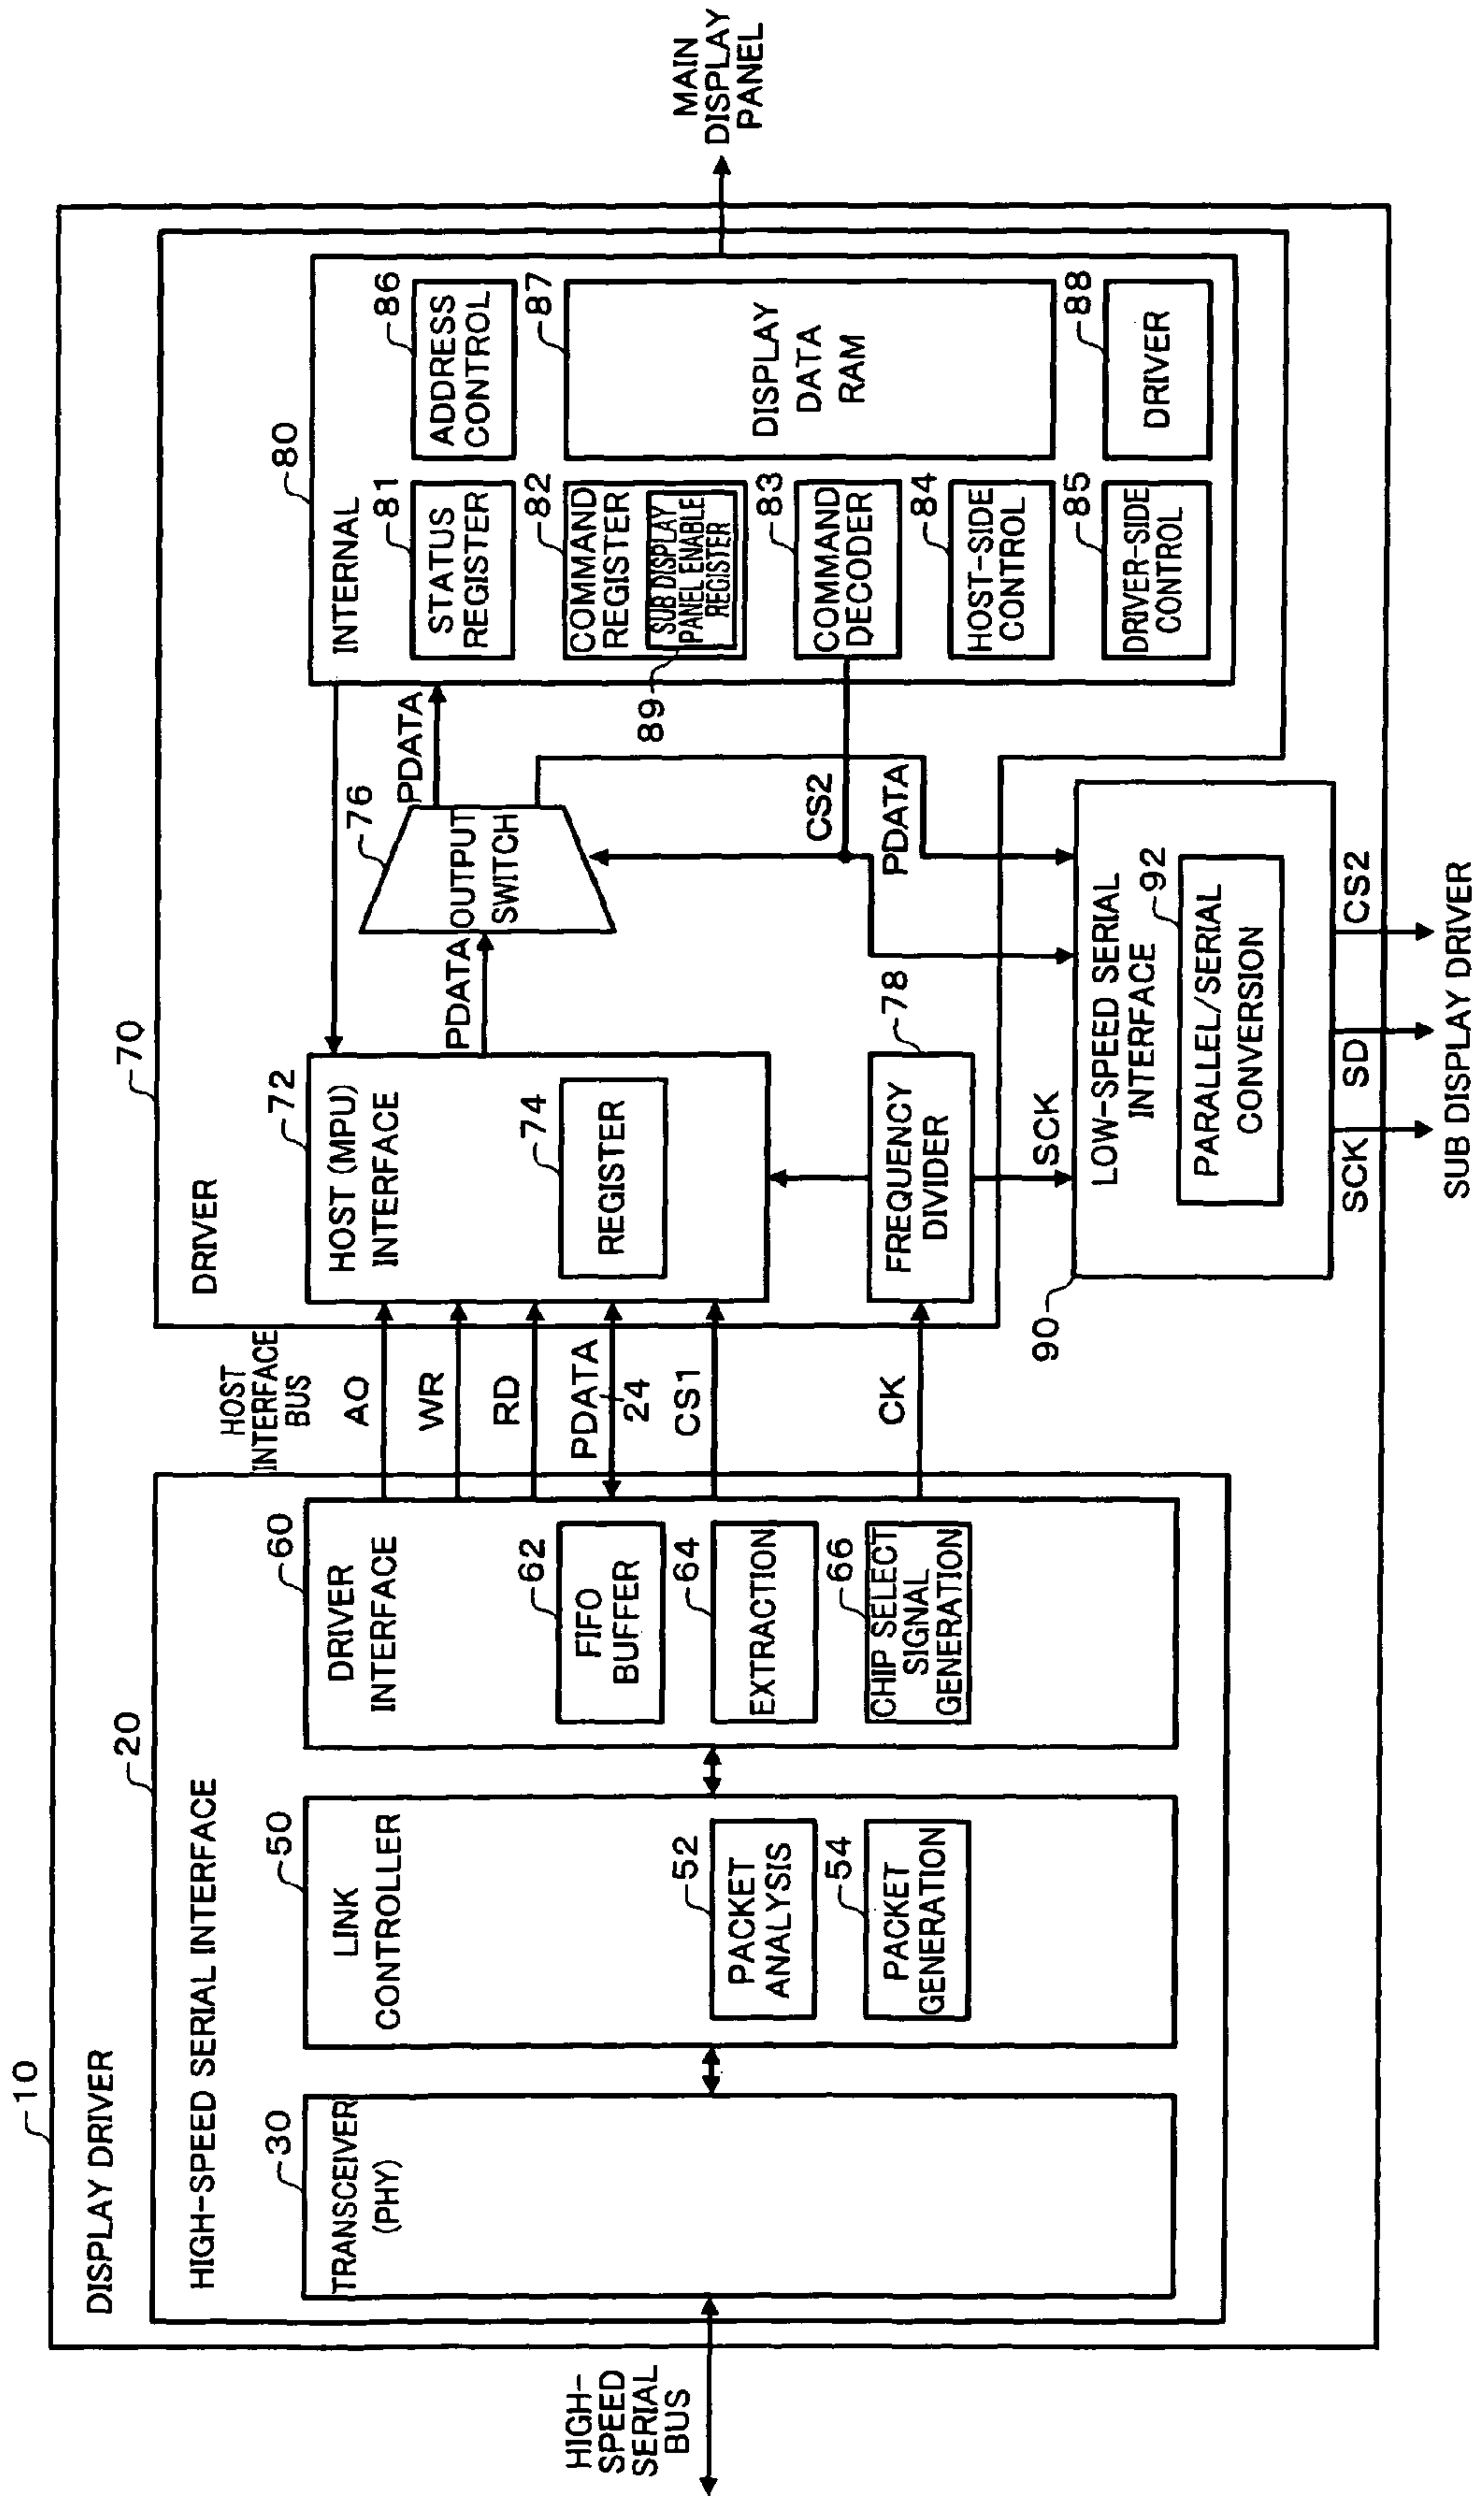 10
DISPLAY DRIVER
20
HIGH-SPEED SERIAL INTERFACE
HIGH-
SPEED
SERIAL
BUS
30
TRANSCEIVER
(PHY)
50
LINK
CONTROLLER
52
PACKET
ANALYSIS
54
PACKET
GENERATION
60
DRIVER
INTERFACE
62
FIFO
BUFFER
64
EXTRACTION
66
CHIP SELECT
SIGNAL
GENERATION
HOST
INTERFACE
BUS
A0
WR
RD
PDATA
24
CS1
CK
70
DRIVER
72
HOST (MPU)
INTERFACE
74
REGISTER
PDATA
76
OUTPUT
SWITCH
PDATA
78
FREQUENCY
DIVIDER
SCK
CS2
PDATA
80
INTERNAL
81
STATUS
REGISTER
82
COMMAND
REGISTER
SUB DISPLAY
PANEL ENABLE
REGISTER
89
83
COMMAND
DECODER
84
HOST-SIDE
CONTROL
85
DRIVER-SIDE
CONTROL
86
ADDRESS
CONTROL
87
DISPLAY
DATA
RAM
88
DRIVER
MAIN
DISPLAY
PANEL
90
LOW-SPEED SERIAL
INTERFACE
92
PARALLEL/SERIAL
CONVERSION
SCK
SD
CS2
SUB DISPLAY DRIVER